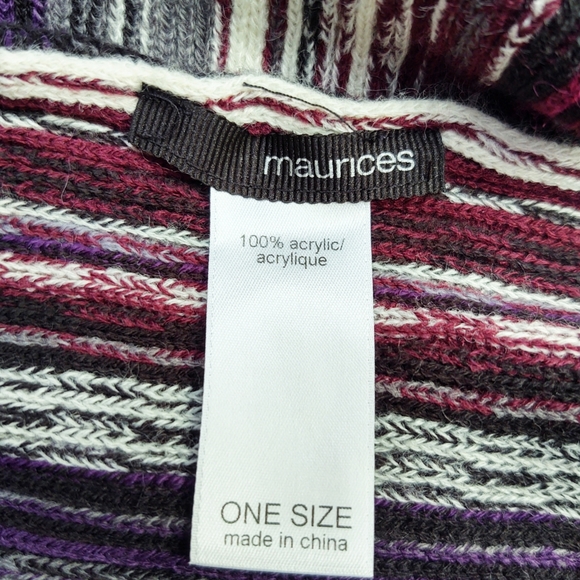 maurices
100% acrylic/
acrylique
ONE SIZE
made in china